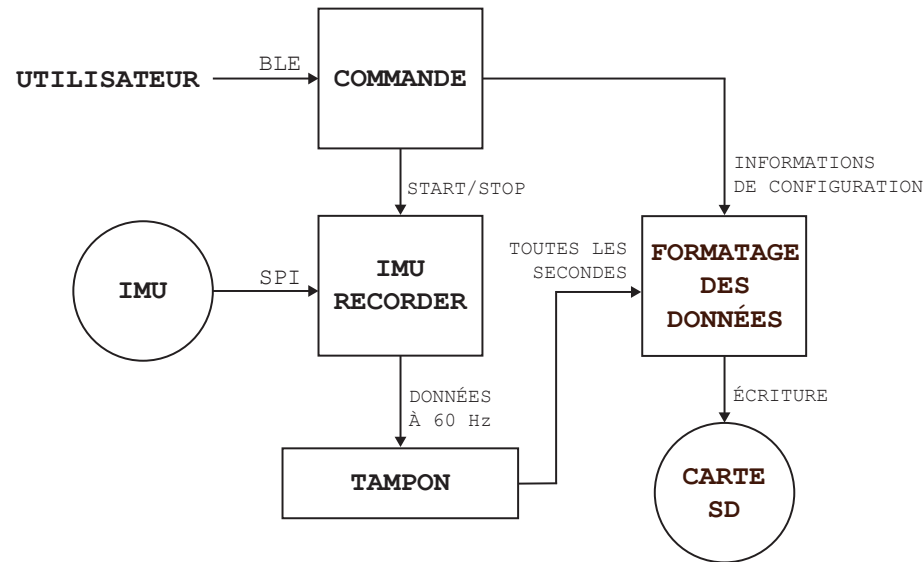 BLE
UTILISATEUR
COMMANDE
INFORMATIONS
DE CONFIGURATION
START/STOP
TOUTES LES
SECONDES
FORMATAGE
DES
DONNÉES
IMU
SPI
IMU
RECORDER
DONNÉES
À 60 Hz
ÉCRITURE
TAMPON
CARTE
SD